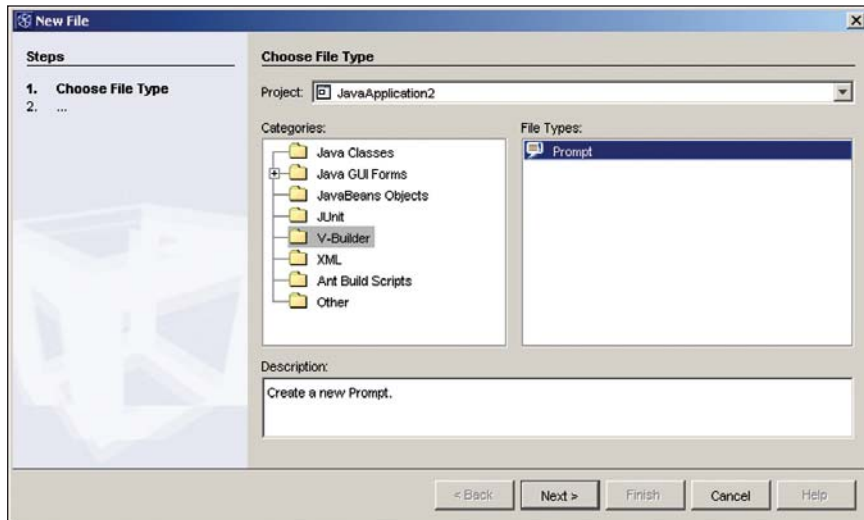 New File
Steps
1. Choose File Type
2. ...
Choose File Type
Project: JavaApplication2
Categories:
Java Classes
Java GUI Forms
JavaBeans Objects
JUnit
V-Builder
XML
Ant Build Scripts
Other
File Types:
Prompt
Description:
Create a new Prompt.
< Back
Next >
Finish
Cancel
Help